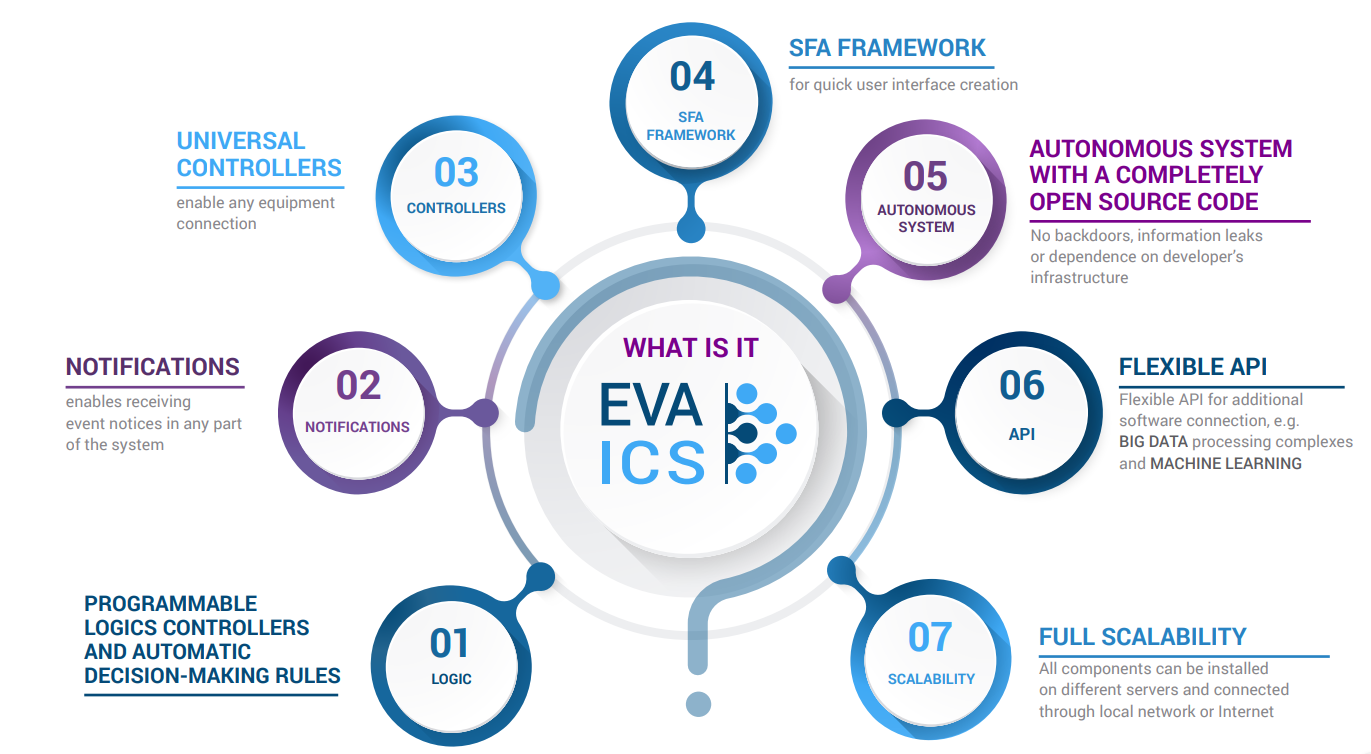 WHAT IS IT
EVA
ICS
01
LOGIC
PROGRAMMABLE
LOGICS CONTROLLERS
AND AUTOMATIC
DECISION-MAKING RULES
02
NOTIFICATIONS
NOTIFICATIONS
enables receiving
event notices in any part
of the system
03
CONTROLLERS
UNIVERSAL
CONTROLLERS
enable any equipment
connection
04
SFA
FRAMEWORK
SFA FRAMEWORK
for quick user interface creation
05
AUTONOMOUS
SYSTEM
AUTONOMOUS SYSTEM
WITH A COMPLETELY
OPEN SOURCE CODE
No backdoors, information leaks
or dependence on developer's
infrastructure
06
API
FLEXIBLE API
Flexible API for additional
software connection, e.g.
BIG DATA processing complexes
and MACHINE LEARNING
07
SCALABILITY
FULL SCALABILITY
All components can be installed
on different servers and connected
through local network or Internet